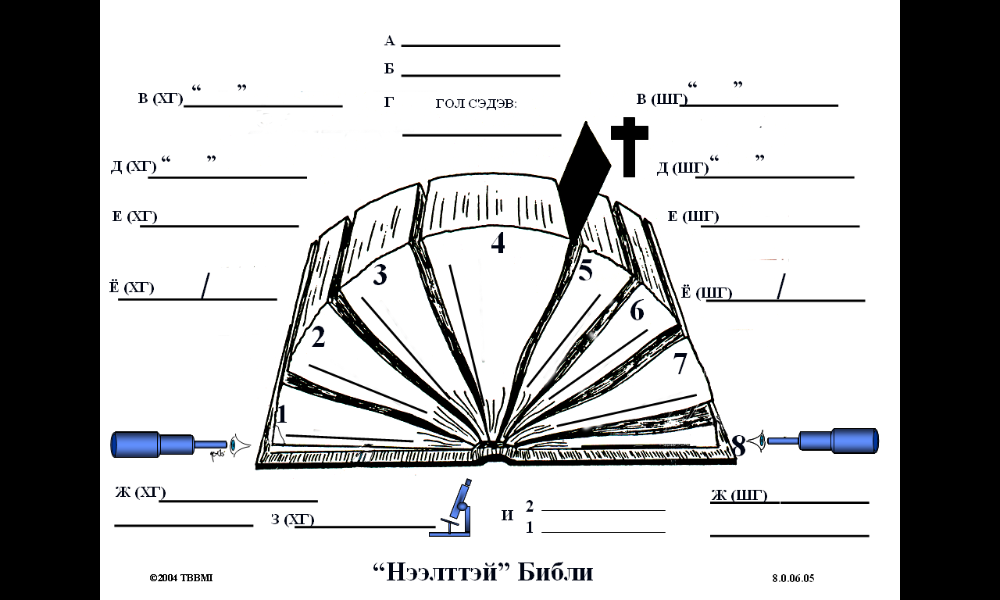 А
Б
В (ХГ) “ ”
Г ГОЛ СЭДЭВ:
В (ШГ) “ ”
Д (ХГ) “ ”
Д (ШГ) “ ”
Е (ХГ)
Е (ШГ)
Ё (ХГ) /
Ё (ШГ) /
1
2
3
4
5
6
7
8
Ж (ХГ)
Ж (ШГ)
З (ХГ)
И 2
1
“Нээлттэй” Библи
©2004 TBBMI
8.0.06.05